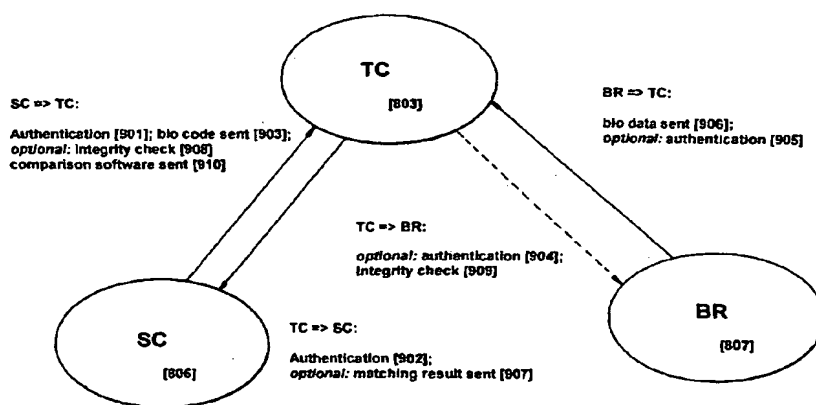 TC
[803]
SC => TC:
Authentication [901]; bio code sent [903];
optional: integrity check [908]
comparison software sent [910]
BR => TC:
bio data sent [906];
optional: authentication [905]
TC => BR:
optional: authentication [904];
integrity check [909]
SC
[806]
TC => SC:
Authentication [902];
optional: matching result sent [907]
BR
[807]